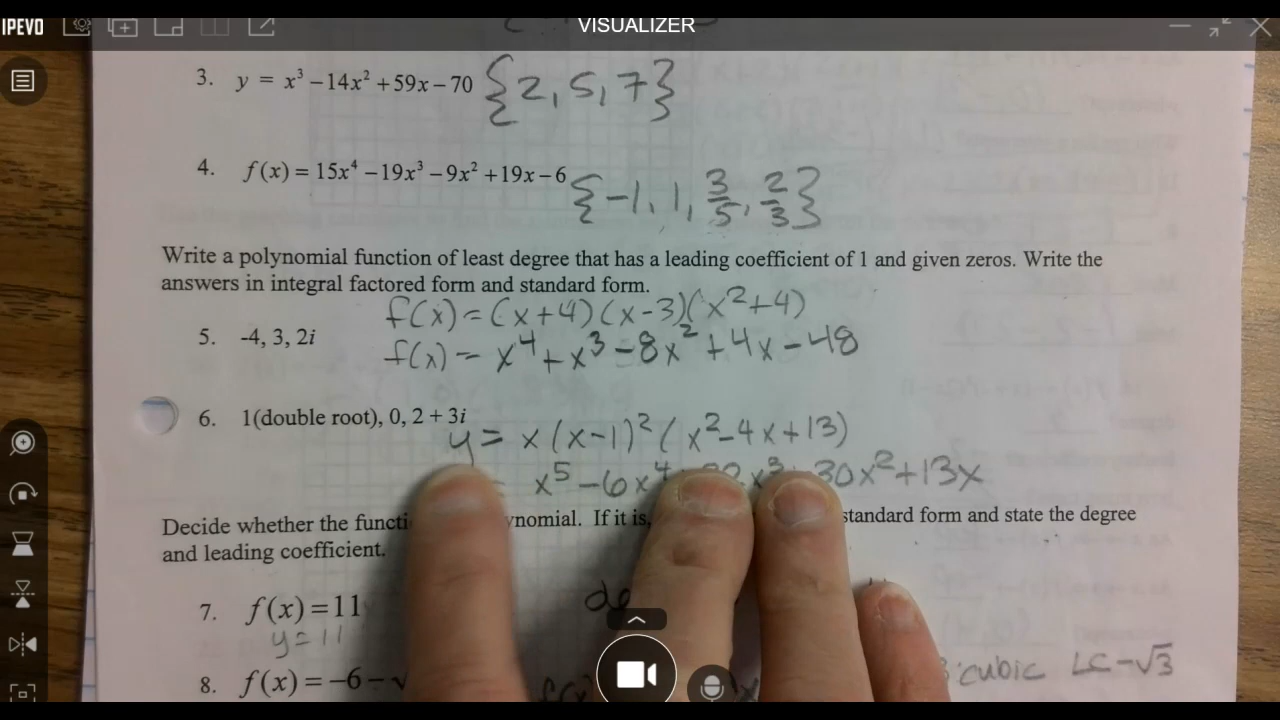 IPEVO
VISUALIZER
3. y = x³ −14x² +59x − 70 {2, 5, 7}
4. f(x) = 15x⁴ −19x³ −9x² +19x − 6 {-1, 1, 3/5, 2/3}
Write a polynomial function of least degree that has a leading coefficient of 1 and given zeros. Write the
answers in integral factored form and standard form.
f(x) = (x+4)(x-3)(x²+4)
5. -4, 3, 2i
f(x) = x⁴ + x³ - 8x² + 4x - 48
6. 1(double root), 0, 2 + 3i
y = x(x-1)²(x²-4x+13)
x⁵ - 6x⁴ x³ 30x² + 13x
Decide whether the functi ynomial. If it is, standard form and state the degree
and leading coefficient.
7. f(x) = 11
y = 11
cubic LC -√3
8. f(x) = −6 −